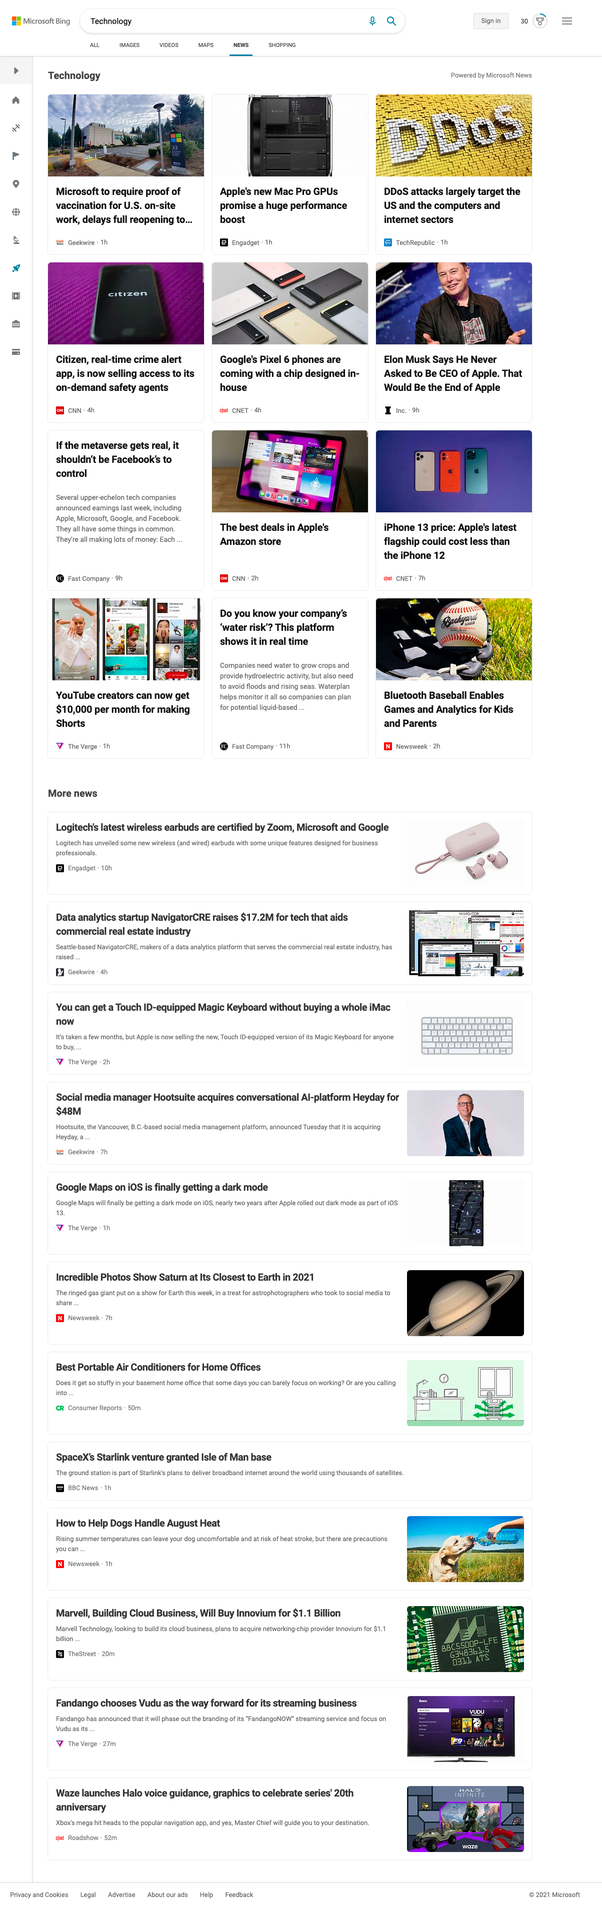 Microsoft Bing
Technology
Sign in
30
ALL
IMAGES
VIDEOS
MAPS
NEWS
SHOPPING
Technology
Powered by Microsoft News
Microsoft to require proof of
vaccination for U.S. on-site
work, delays full reopening to...
Geekwire · 1h
Apple's new Mac Pro GPUs
promise a huge performance
boost
Engadget · 1h
DDoS
DDoS attacks largely target the
US and the computers and
internet sectors
TechRepublic · 1h
citizen
Citizen, real-time crime alert
app, is now selling access to its
on-demand safety agents
CNN · 4h
Google's Pixel 6 phones are
coming with a chip designed in-
house
CNET · 4h
Elon Musk Says He Never
Asked to Be CEO of Apple. That
Would Be the End of Apple
Inc. · 9h
If the metaverse gets real, it
shouldn't be Facebook's to
control
Several upper-echelon tech companies
announced earnings last week, including
Apple, Microsoft, Google, and Facebook.
They all have some things in common.
They're all making lots of money: Each ...
Fast Company · 9h
The best deals in Apple's
Amazon store
CNN · 2h
iPhone 13 price: Apple's latest
flagship could cost less than
the iPhone 12
CNET · 7h
YouTube creators can now get
$10,000 per month for making
Shorts
The Verge · 1h
Do you know your company's
'water risk'? This platform
shows it in real time
Companies need water to grow crops and
provide hydroelectric activity, but also need
to avoid floods and rising seas. Waterplan
helps monitor it all so companies can plan
for potential liquid-based ...
Fast Company · 11h
Backyard
Bluetooth Baseball Enables
Games and Analytics for Kids
and Parents
Newsweek · 2h
More news
Logitech's latest wireless earbuds are certified by Zoom, Microsoft and Google
Logitech has unveiled some new wireless (and wired) earbuds with some unique features designed for business
professionals.
Engadget · 10h
Data analytics startup NavigatorCRE raises $17.2M for tech that aids
commercial real estate industry
Seattle-based NavigatorCRE, makers of a data analytics platform that serves the commercial real estate industry, has
raised ...
Geekwire · 4h
You can get a Touch ID-equipped Magic Keyboard without buying a whole iMac
now
It's taken a few months, but Apple is now selling the new, Touch ID-equipped version of its Magic Keyboard for anyone
to buy, ...
The Verge · 2h
Social media manager Hootsuite acquires conversational AI-platform Heyday for
$48M
Hootsuite, the Vancouver, B.C.-based social media management platform, announced Tuesday that it is acquiring
Heyday, a ...
Geekwire · 7h
Google Maps on iOS is finally getting a dark mode
Google Maps will finally be getting a dark mode on iOS, nearly two years after Apple rolled out dark mode as part of iOS
13.
The Verge · 1h
Incredible Photos Show Saturn at Its Closest to Earth in 2021
The ringed gas giant put on a show for Earth this week, in a treat for astrophotographers who took to social media to
share ...
Newsweek · 7h
Best Portable Air Conditioners for Home Offices
Does it get so stuffy in your basement home office that some days you can barely focus on working? Or are you calling
into ...
CR Consumer Reports · 50m
SpaceX's Starlink venture granted Isle of Man base
The ground station is part of Starlink's plans to deliver broadband internet around the world using thousands of satellites.
BBC News · 1h
How to Help Dogs Handle August Heat
Rising summer temperatures can leave your dog uncomfortable and at risk of heat stroke, but there are precautions
you can ...
Newsweek · 1h
Marvell, Building Cloud Business, Will Buy Innovium for $1.1 Billion
Marvell Technology, looking to build its cloud business, plans to acquire networking-chip provider Innovium for $1.1
billion ...
TheStreet · 20m
Fandango chooses Vudu as the way forward for its streaming business
Fandango has announced that it will phase out the branding of its "FandangoNOW" streaming service and focus on
Vudu as its ...
The Verge · 27m
VUDU
Waze launches Halo voice guidance, graphics to celebrate series' 20th
anniversary
Xbox's mega hit heads to the popular navigation app, and yes, Master Chief will guide you to your destination.
Roadshow · 52m
HALO
INFINITE
waze
Privacy and Cookies
Legal
Advertise
About our ads
Help
Feedback
© 2021 Microsoft